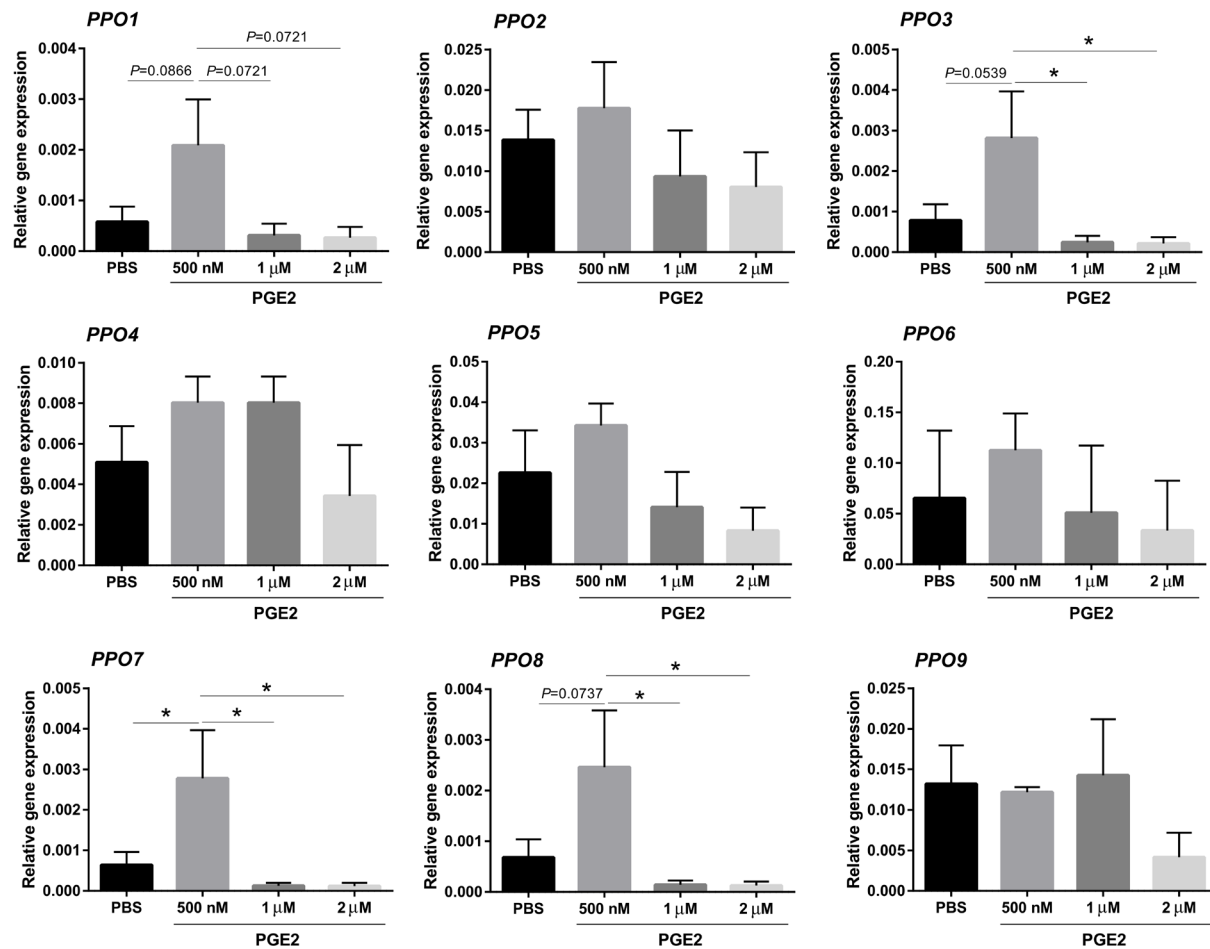 PPO1
Relative gene expression
0.004
0.003
0.002
0.001
0.000
P=0.0721
P=0.0866
P=0.0721
PBS
500 nM
1 μM
2 μM
PGE2
PPO2
Relative gene expression
0.025
0.020
0.015
0.010
0.005
0.000
PBS
500 nM
1 μM
2 μM
PGE2
PPO3
Relative gene expression
0.005
0.004
0.003
0.002
0.001
0.000
*
P=0.0539
*
PBS
500 nM
1 μM
2 μM
PGE2
PPO4
Relative gene expression
0.010
0.008
0.006
0.004
0.002
0.000
PBS
500 nM
1 μM
2 μM
PGE2
PPO5
Relative gene expression
0.05
0.04
0.03
0.02
0.01
0.00
PBS
500 nM
1 μM
2 μM
PGE2
PPO6
Relative gene expression
0.20
0.15
0.10
0.05
0.00
PBS
500 nM
1 μM
2 μM
PGE2
PPO7
Relative gene expression
0.005
0.004
0.003
0.002
0.001
0.000
*
*
*
PBS
500 nM
1 μM
2 μM
PGE2
PPO8
Relative gene expression
0.004
0.003
0.002
0.001
0.000
*
P=0.0737
*
PBS
500 nM
1 μM
2 μM
PGE2
PPO9
Relative gene expression
0.025
0.020
0.015
0.010
0.005
0.000
PBS
500 nM
1 μM
2 μM
PGE2